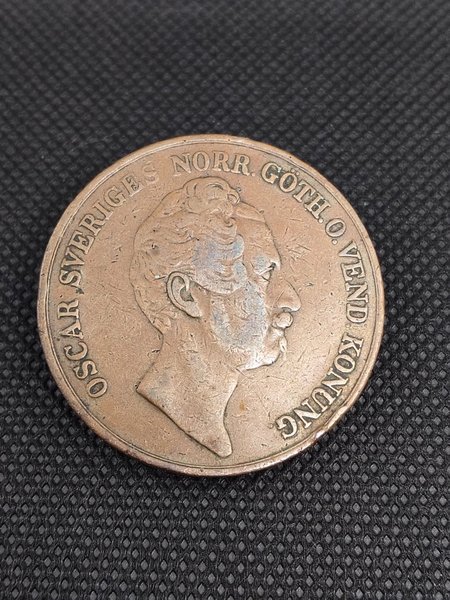 OSCAR SVERIGES NORR. GÖTH. O. VEND KONUNG.